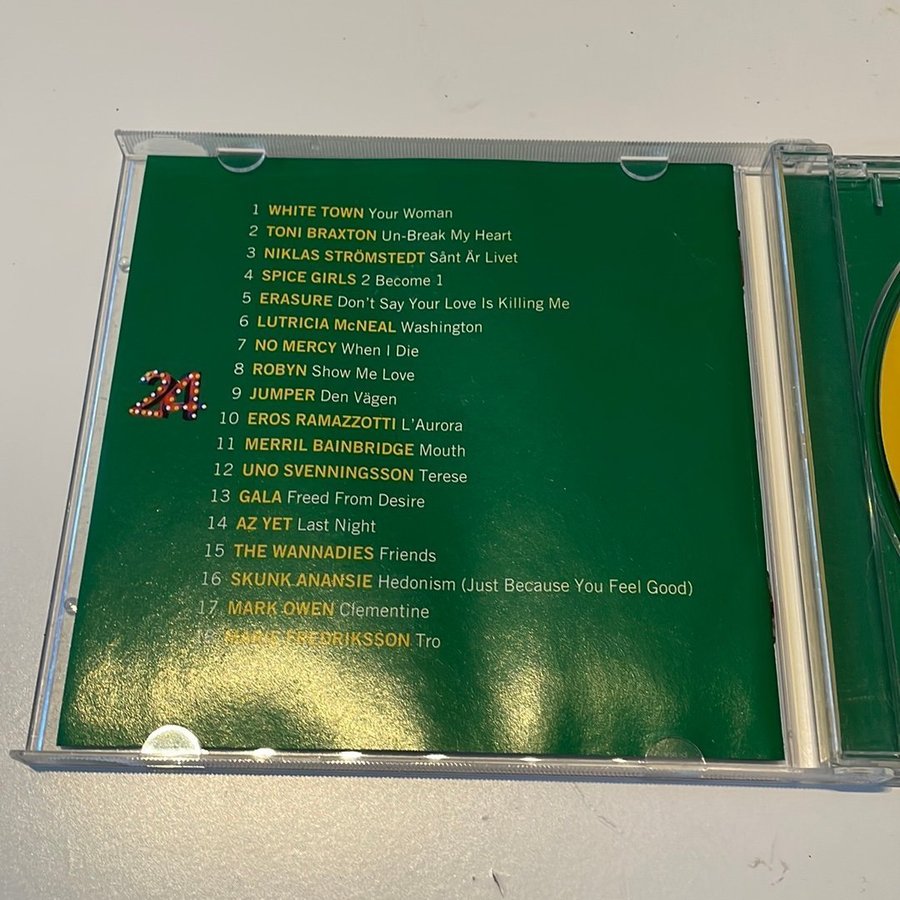 1 WHITE TOWN Your Woman
2 TONI BRAXTON Un-Break My Heart
3 NIKLAS STRÖMSTEDT Sånt Är Livet
4 SPICE GIRLS 2 Become 1
5 ERASURE Don't Say Your Love Is Killing Me
6 LUTRICIA McNEAL Washington
7 NO MERCY When I Die
8 ROBYN Show Me Love
9 JUMPER Den Vägen
10 EROS RAMAZZOTTI L'Aurora
11 MERRIL BAINBRIDGE Mouth
12 UNO SVENNINGSSON Terese
13 GALA Freed From Desire
14 AZ YET Last Night
15 THE WANNADIES Friends
16 SKUNK ANANSIE Hedonism (Just Because You Feel Good)
17 MARK OWEN Clementine
18 MARIE FREDRIKSSON Tro
24